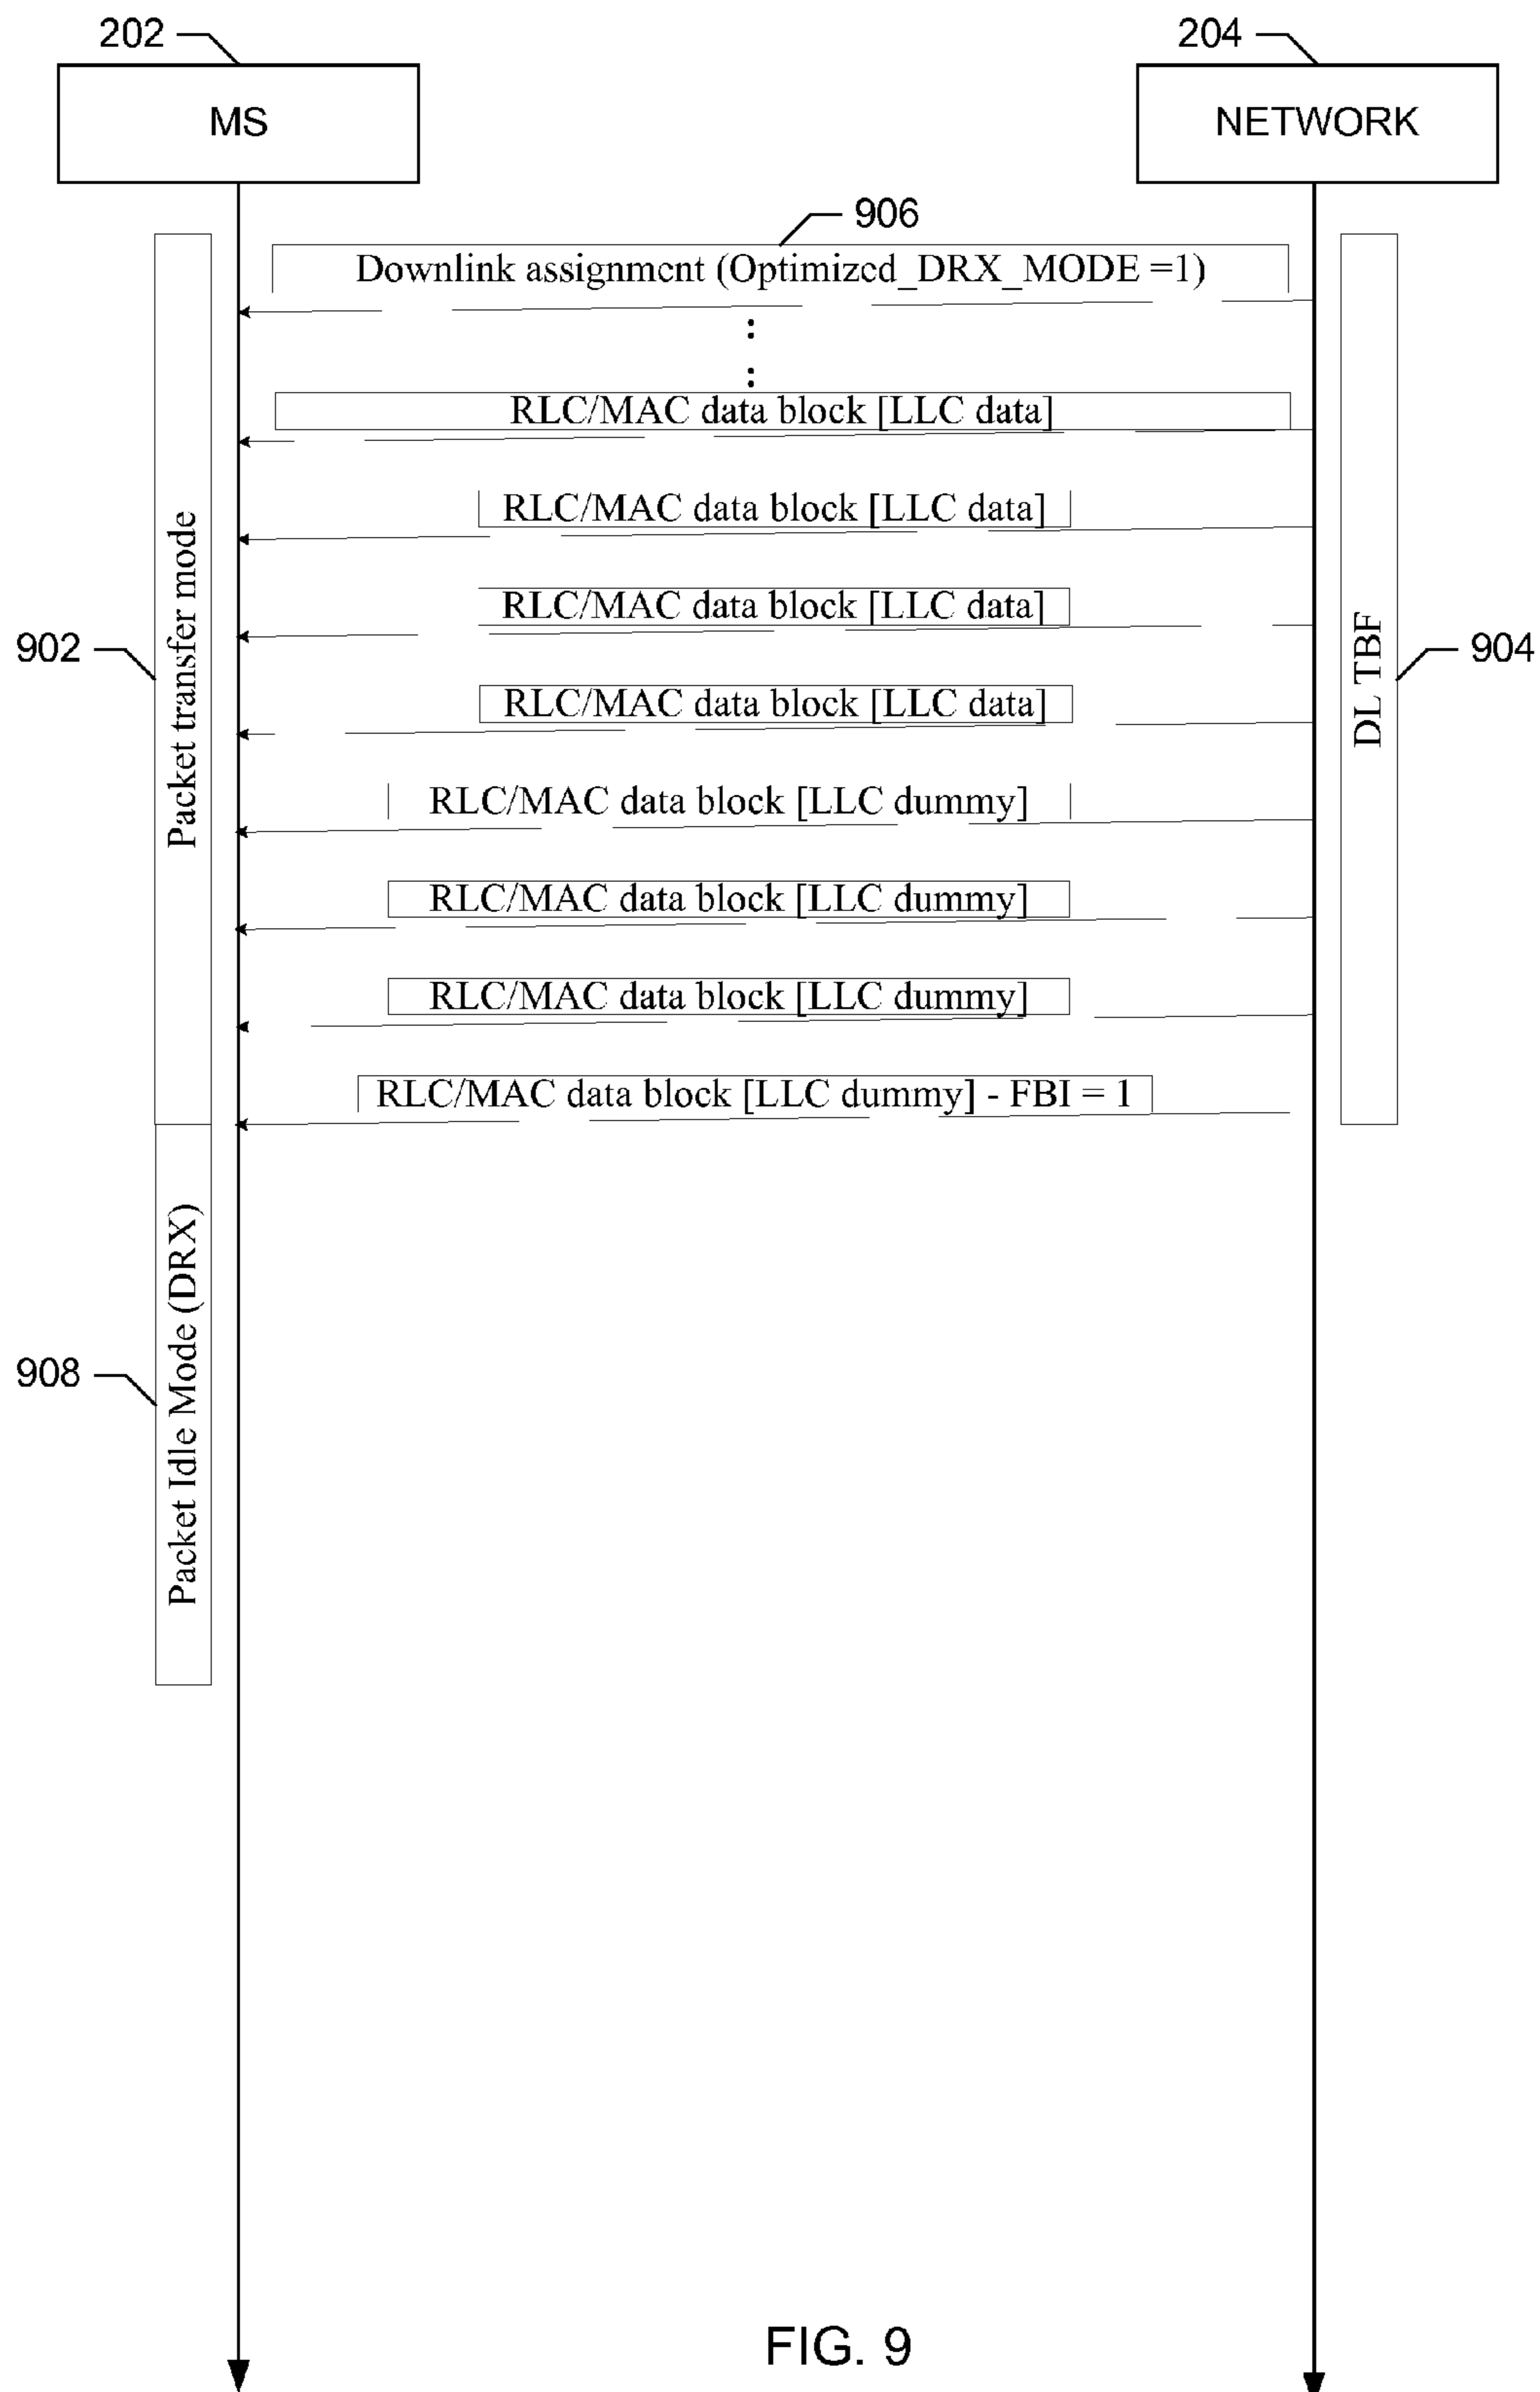 202
204
MS
NETWORK
906
Downlink assignment (Optimized_DRX_MODE =1)
RLC/MAC data block [LLC data]
RLC/MAC data block [LLC data]
RLC/MAC data block [LLC data]
RLC/MAC data block [LLC data]
RLC/MAC data block [LLC dummy]
RLC/MAC data block [LLC dummy]
RLC/MAC data block [LLC dummy]
RLC/MAC data block [LLC dummy] - FBI = 1
Packet transfer mode
902
DL TBF
904
Packet Idle Mode (DRX)
908
FIG. 9